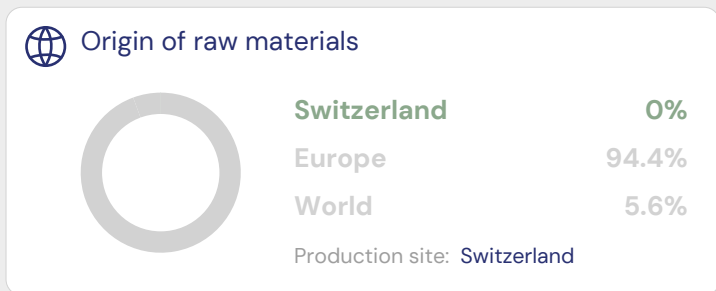 Origin of raw materials
Switzerland 0%
Europe 94.4%
World 5.6%
Production site: Switzerland